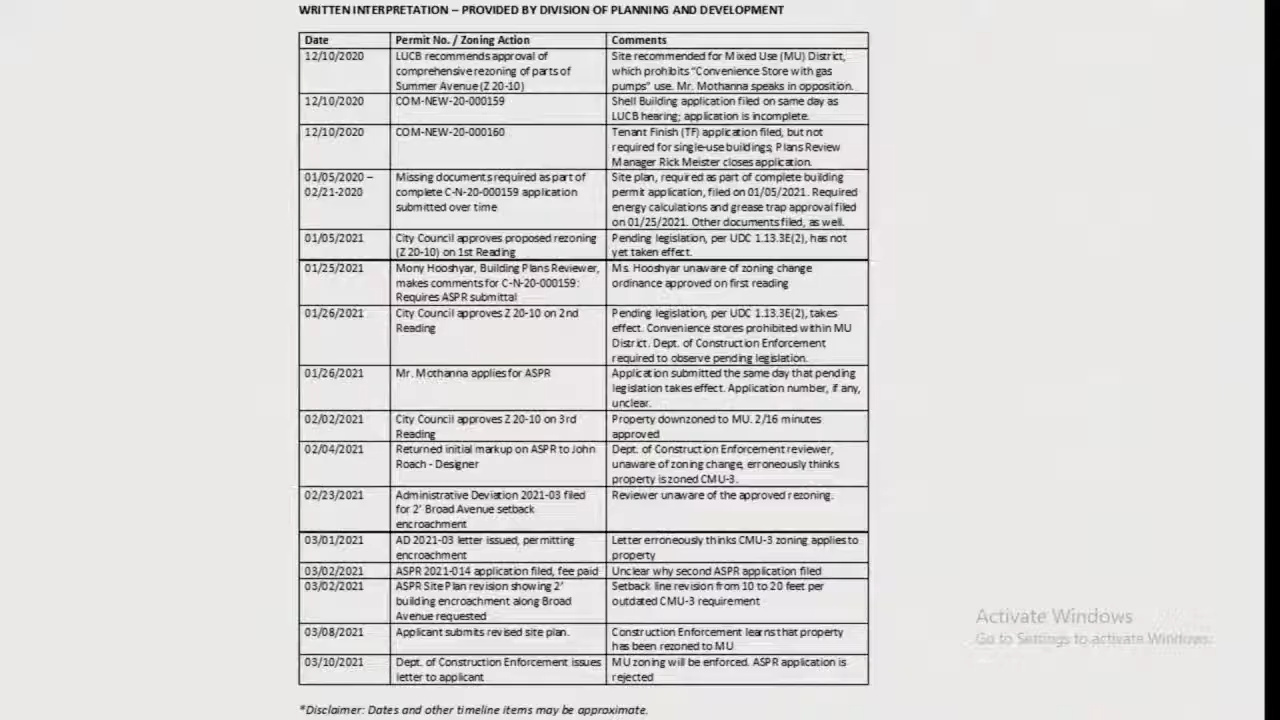 WRITTEN INTERPRETATION – PROVIDED BY DIVISION OF PLANNING AND DEVELOPMENT
Date Permit No. / Zoning Action Comments
12/10/2020 LUCB recommends approval of Site recommended for Mixed Use (MU) District,
comprehensive rezoning of parts of which prohibits "Convenience Store with gas
Summer Avenue (Z 20-10) pumps" use. Mr. Mothanna speaks in opposition.
12/10/2020 COM-NEW-20-000159 Shell Building application filed on same day as
LUCB hearing; application is incomplete.
12/10/2020 COM-NEW-20-000160 Tenant Finish (TF) application filed, but not
required for single-use buildings, Plans Review
Manager Rick Meister closes application.
01/05/2020 – Missing documents required as part of Site plan, required as part of complete building
02/21-2020 complete C-N-20-000159 application permit application, filed on 01/05/2021. Required
submitted over time energy calculations and grease trap approval filed
on 01/25/2021. Other documents filed, as well.
01/05/2021 City Council approves proposed rezoning Pending legislation, per UDC 1.13.3E(2), has not
(Z 20-10) on 1st Reading yet taken effect.
01/25/2021 Mony Hooshyar, Building Plans Reviewer, Ms. Hooshyar unaware of zoning change
makes comments for C-N-20-000159: ordinance approved on first reading
Requires ASPR submittal
01/26/2021 City Council approves Z 20-10 on 2nd Pending legislation, per UDC 1.13.3E(2), takes
Reading effect. Convenience stores prohibited within MU
District. Dept. of Construction Enforcement
required to observe pending legislation.
01/26/2021 Mr. Mothanna applies for ASPR Application submitted the same day that pending
legislation takes effect. Application number, if any,
unclear.
02/02/2021 City Council approves Z 20-10 on 3rd Property downzoned to MU. 2/16 minutes
Reading approved
02/04/2021 Returned initial markup on ASPR to John Dept. of Construction Enforcement reviewer,
Roach - Designer unaware of zoning change, erroneously thinks
property is zoned CMU-3.
02/23/2021 Administrative Deviation 2021-03 filed Reviewer unaware of the approved rezoning.
for 2' Broad Avenue setback
encroachment
03/01/2021 AD 2021-03 letter issued, permitting Letter erroneously thinks CMU-3 zoning applies to
encroachment property
03/02/2021 ASPR 2021-014 application filed, fee paid Unclear why second ASPR application filed
03/02/2021 ASPR Site Plan revision showing 2' Setback line revision from 10 to 20 feet per
building encroachment along Broad outdated CMU-3 requirement
Avenue requested
03/08/2021 Applicant submits revised site plan. Construction Enforcement learns that property
has been rezoned to MU
03/10/2021 Dept. of Construction Enforcement issues MU zoning will be enforced. ASPR application is
letter to applicant rejected
*Disclaimer: Dates and other timeline items may be approximate.
Activate Windows
Go to Settings to activate Windows.